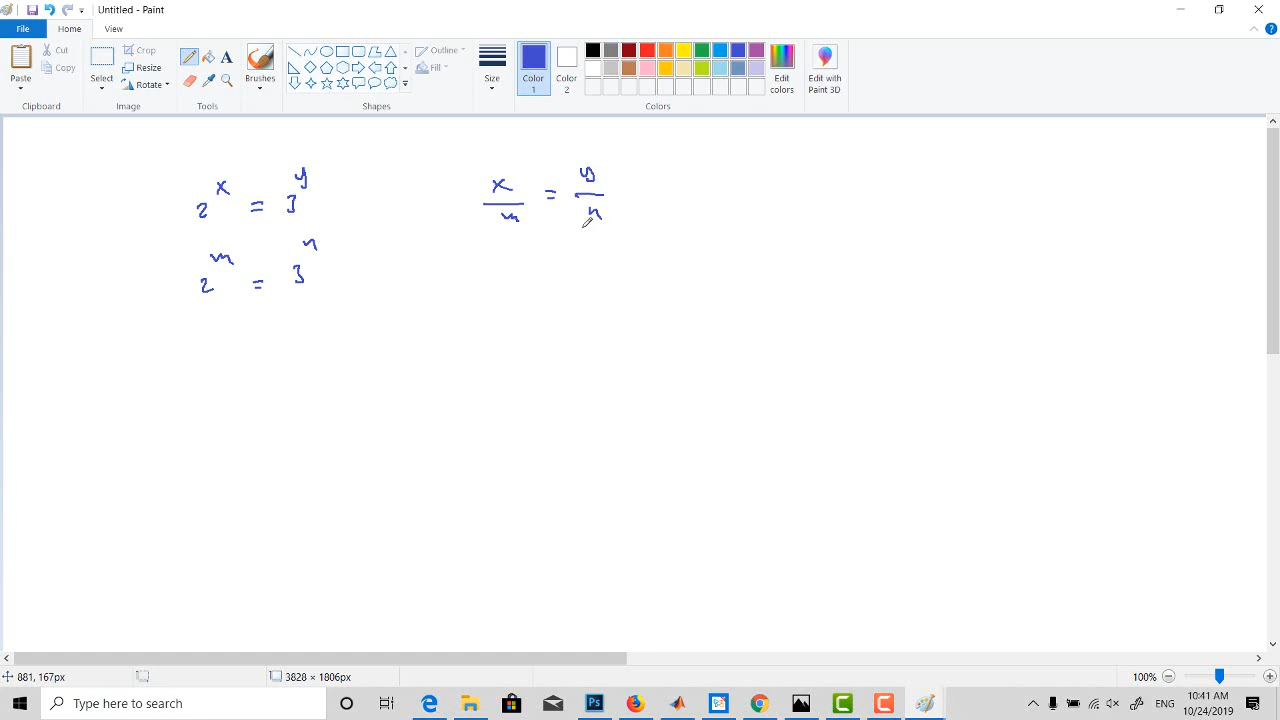 Untitled - Paint
File Home View
Paste
Cut
Copy
Clipboard
Select
Crop
Resize
Rotate
Image
Tools
Brushes
Shapes
Outline
Fill
Size
Color 1
Color 2
Colors
Edit colors
Edit with Paint 3D
2^x = 3^y
2^m = 3^n
x/m = y/n
881, 167px
3828 × 1806px
100%
Type here to search
Ps
ENG
10:41 AM
10/24/2019